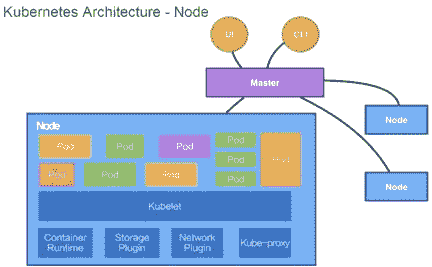 Kubernetes Architecture - Node
UI
CLI
Master
Node
Node
Node
Pod
Pod
Pod
Pod
Pod
Pod
Pod
Pod
Pod
Pod
Kubelet
Container
Runtime
Storage
Plugin
Network
Plugin
Kube-proxy